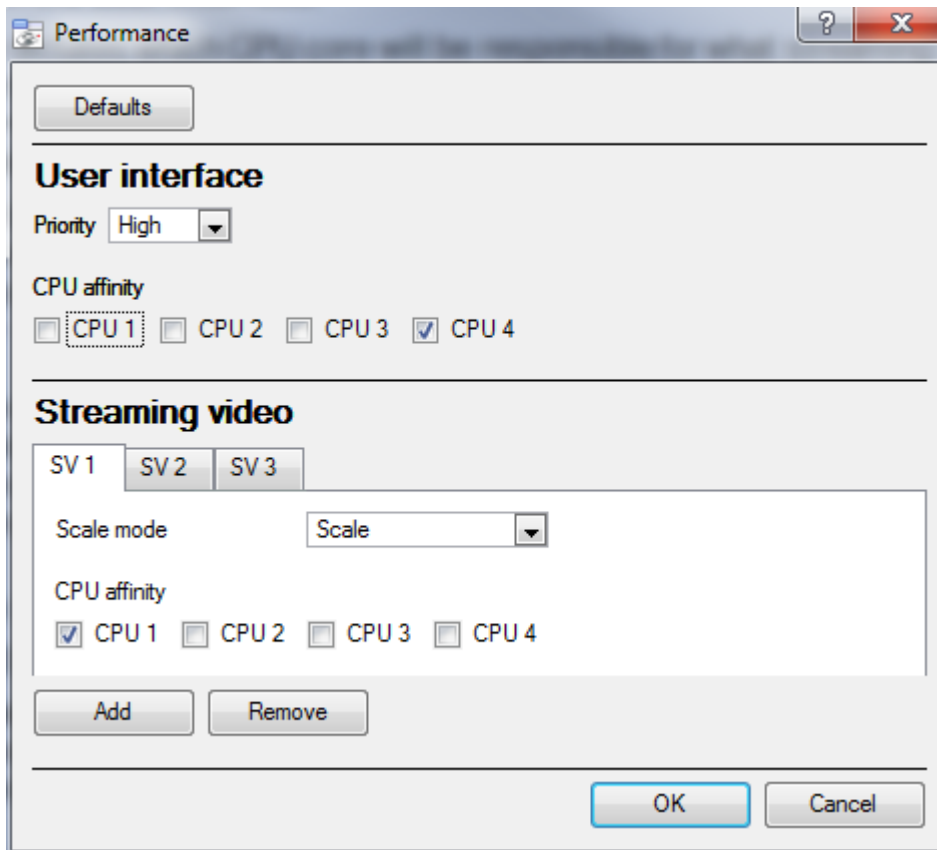 Performance
Defaults
User interface
Priority High
CPU affinity
CPU 1 CPU 2 CPU 3 CPU 4
Streaming video
SV 1 SV 2 SV 3
Scale mode Scale
CPU affinity
CPU 1 CPU 2 CPU 3 CPU 4
Add Remove
OK Cancel